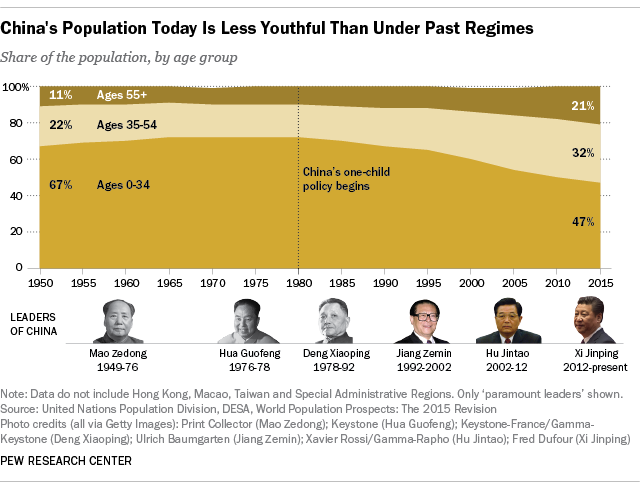 China's Population Today Is Less Youthful Than Under Past Regimes
Share of the population, by age group
100%
80
60
40
20
0
11% Ages 55+
22% Ages 35-54
67% Ages 0-34
China's one-child
policy begins
21%
32%
47%
1950 1955 1960 1965 1970 1975 1980 1985 1990 1995 2000 2005 2010 2015
LEADERS
OF CHINA
Mao Zedong
1949-76
Hua Guofeng
1976-78
Deng Xiaoping
1978-92
Jiang Zemin
1992-2002
Hu Jintao
2002-12
Xi Jinping
2012-present
Note: Data do not include Hong Kong, Macao, Taiwan and Special Administrative Regions. Only ‘paramount leaders’ shown.
Source: United Nations Population Division, DESA, World Population Prospects: The 2015 Revision
Photo credits (all via Getty Images): Print Collector (Mao Zedong); Keystone (Hua Guofeng); Keystone-France/Gamma-
Keystone (Deng Xiaoping); Ulrich Baumgarten (Jiang Zemin); Xavier Rossi/Gamma-Rapho (Hu Jintao); Fred Dufour (Xi Jinping)
PEW RESEARCH CENTER